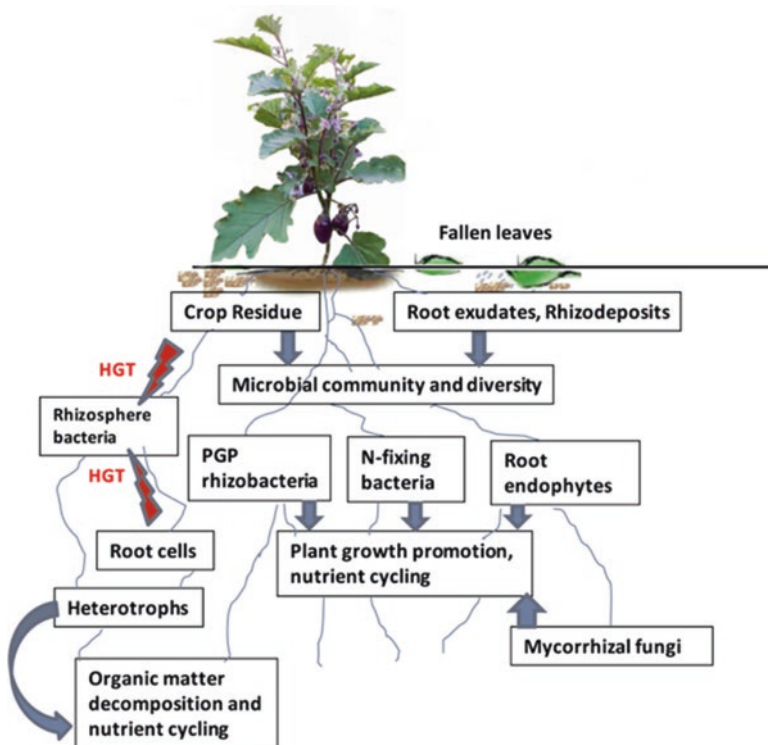 Fallen leaves
Crop Residue
Root exudates, Rhizodeposits
HGT
Microbial community and diversity
Rhizosphere
bacteria
PGP
rhizobacteria
N-fixing
bacteria
Root
endophytes
HGT
Root cells
Plant growth promotion,
nutrient cycling
Heterotrophs
Mycorrhizal fungi
Organic matter
decomposition and
nutrient cycling